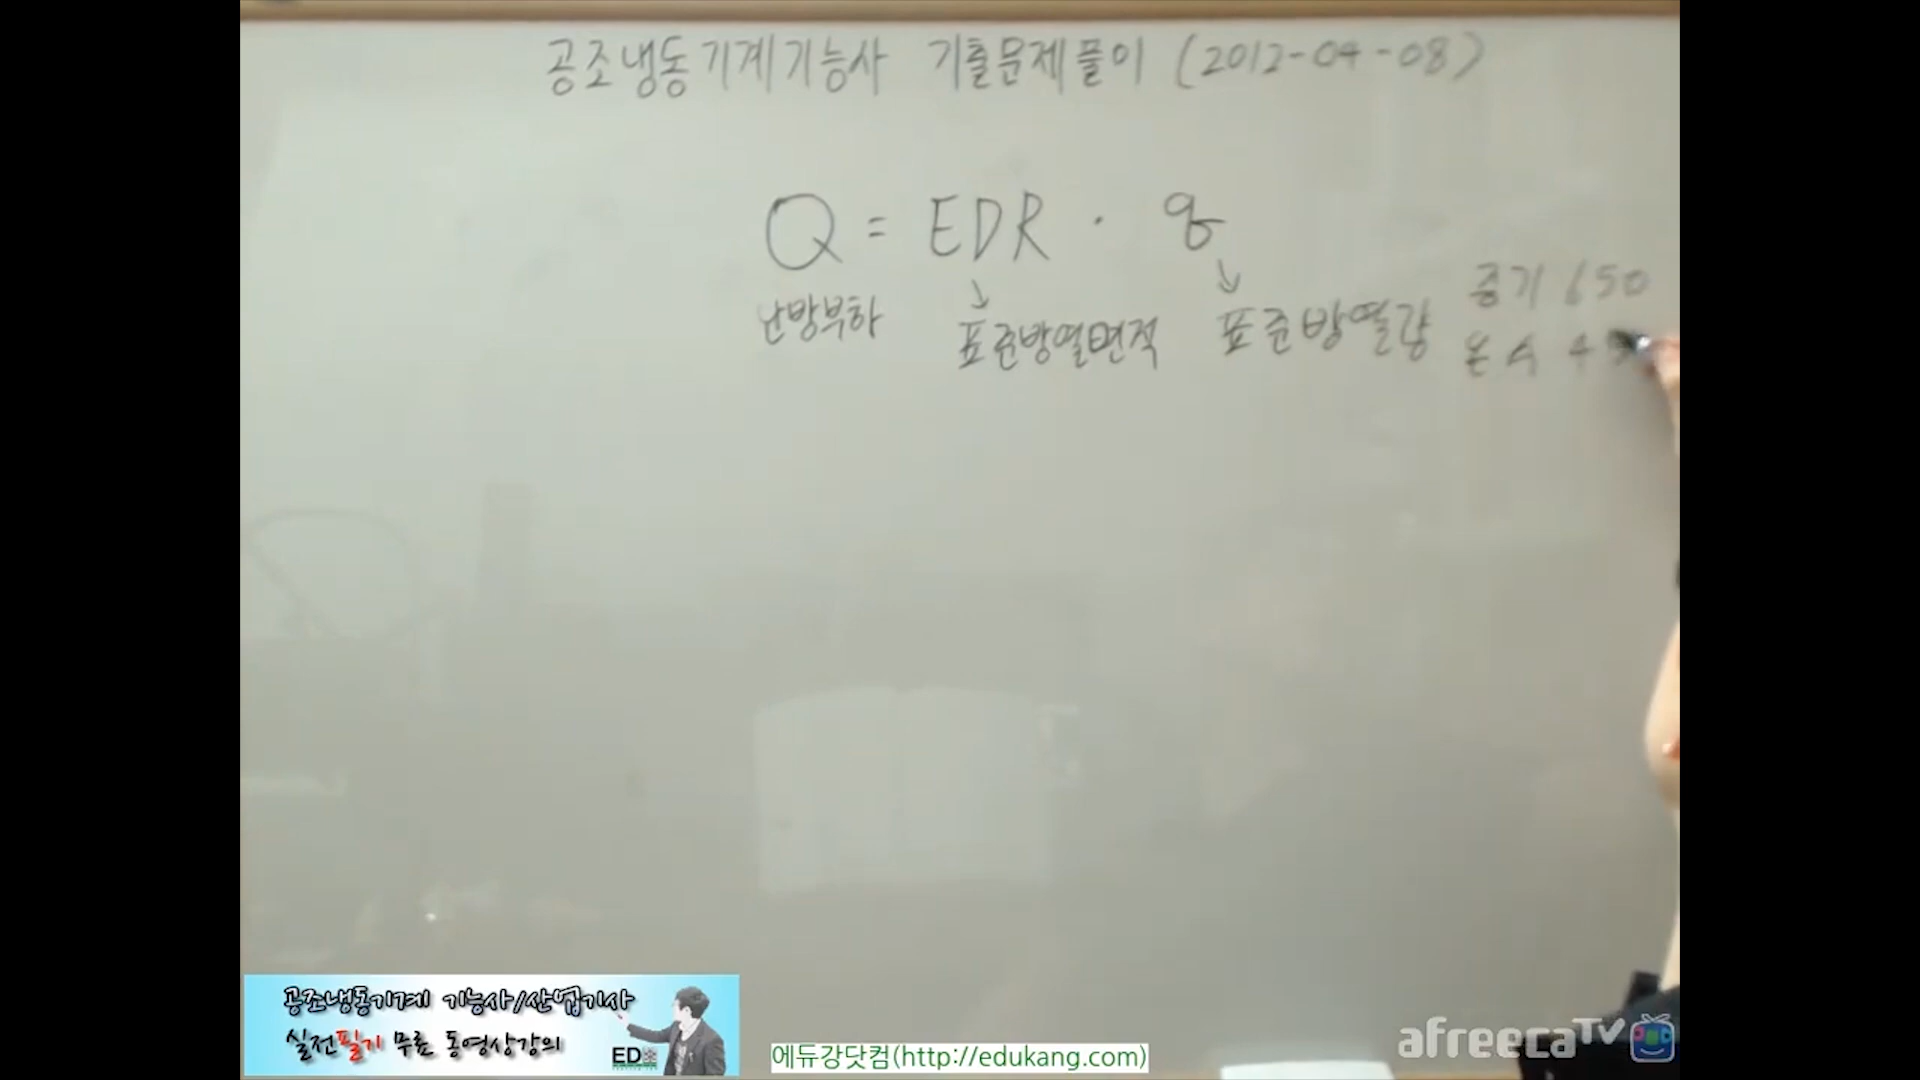 공조냉동기계기능사 기출문제풀이 (2012-04-08)
Q = EDR · q
난방부하
표준방열면적
표준방열량
증기 650
온수 45
공조냉동기계 기능사/산업기사
실전필기 무료 동영상강의
에듀강닷컴(http://edukang.com)
afreecaTV